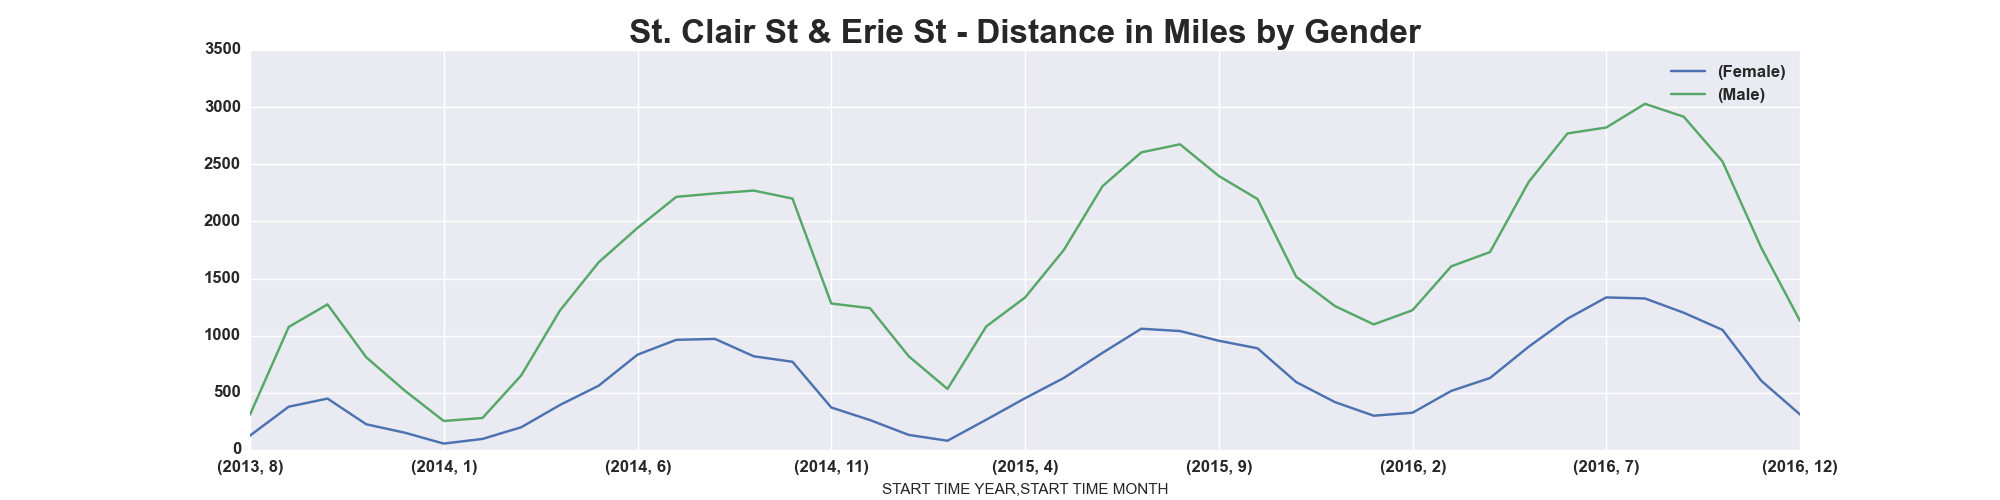 St. Clair St & Erie St - Distance in Miles by Gender
3500
3000
2500
2000
1500
1000
500
0
(Female)
(Male)
(2013, 8) (2014, 1) (2014, 6) (2014, 11) (2015, 4) (2015, 9) (2016, 2) (2016, 7) (2016, 12)
START TIME YEAR,START TIME MONTH